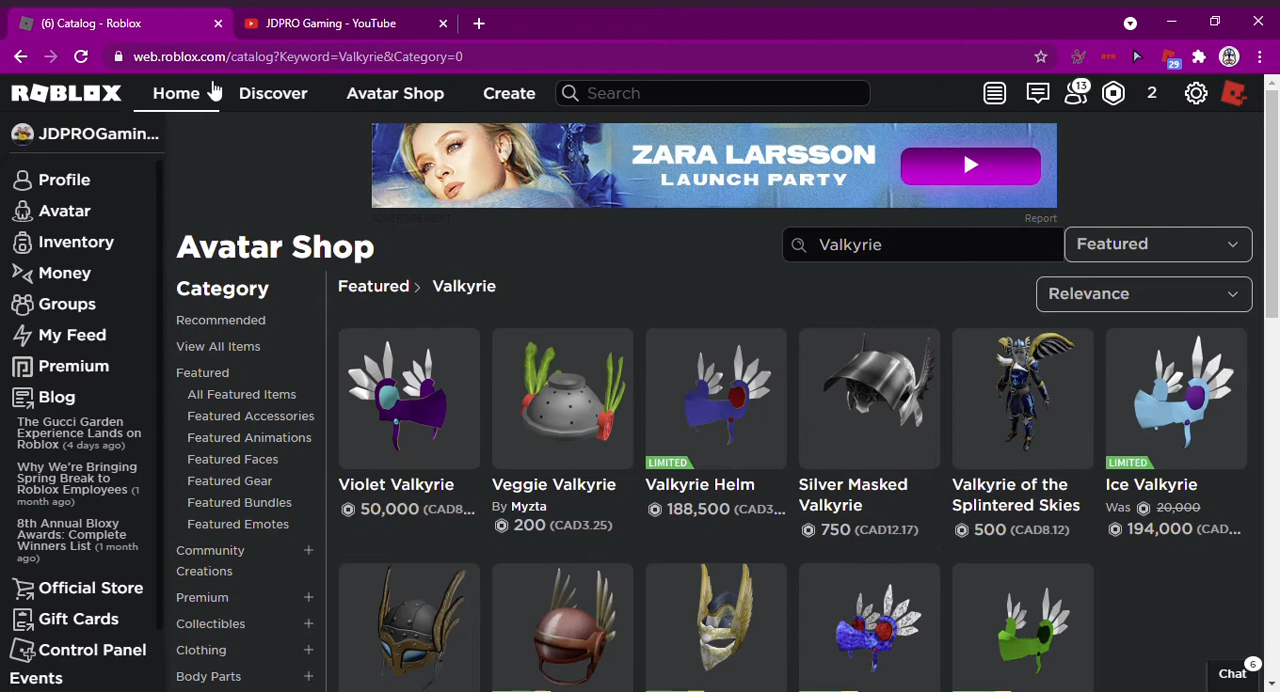 (6) Catalog - Roblox
JDPRO Gaming - YouTube
web.roblox.com/catalog?Keyword=Valkyrie&Category=0
29
ROBLOX
Home
Discover
Avatar Shop
Create
Search
13
2
JDPROGamin...
Profile
Avatar
Inventory
Money
Groups
My Feed
Premium
Blog
The Gucci Garden
Experience Lands on
Roblox (4 days ago)
Why We're Bringing
Spring Break to
Roblox Employees (1
month ago)
8th Annual Bloxy
Awards: Complete
Winners List (1 month
ago)
Official Store
Gift Cards
Control Panel
Events
ZARA LARSSON
LAUNCH PARTY
ADVERTISEMENT
Report
Avatar Shop
Valkyrie
Featured
Category
Featured > Valkyrie
Relevance
Recommended
View All Items
Featured
All Featured Items
Featured Accessories
Featured Animations
Featured Faces
Featured Gear
Featured Bundles
Featured Emotes
Community
Creations
Premium
Collectibles
Clothing
Body Parts
Violet Valkyrie
50,000 (CAD8...
Veggie Valkyrie
By Myzta
200 (CAD3.25)
LIMITED
Valkyrie Helm
188,500 (CAD3...
Silver Masked
Valkyrie
750 (CAD12.17)
Valkyrie of the
Splintered Skies
500 (CAD8.12)
LIMITED
Ice Valkyrie
Was 20,000
194,000 (CAD...
Chat
6